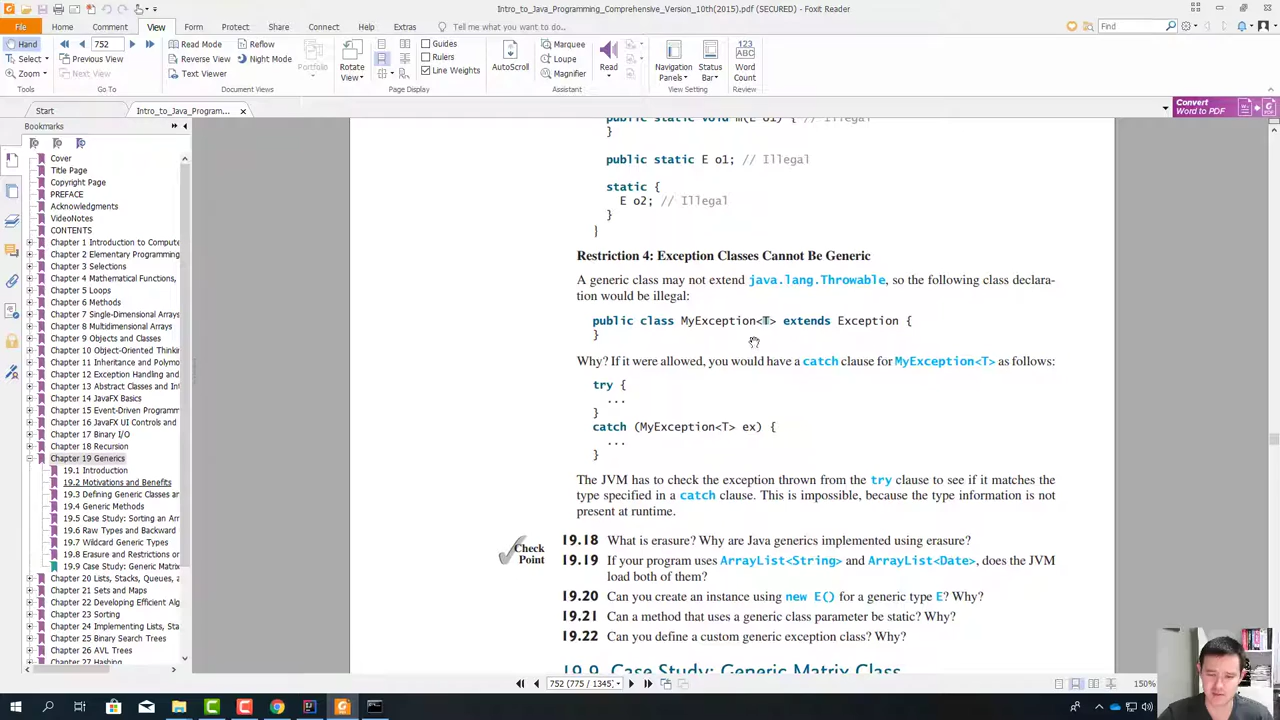 Intro_to_Java_Programming_Comprehensive_Version_10th(2015).pdf (SECURED) - Foxit Reader
File Home Comment View Form Protect Share Connect Help Extras Tell me what you want to do... Find
Hand 752 Read Mode Reflow Guides Marquee
Select Previous View Reverse View Night Mode Portfolio Rotate View Rulers AutoScroll Loupe Read Navigation Panels Status Bar Word Count
Zoom Next View Text Viewer Line Weights Magnifier
Tools Go To Document Views Page Display Assistant View Setting Review
Start Intro_to_Java_Program... Convert Word to PDF
Bookmarks
Cover
Title Page
Copyright Page
PREFACE
Acknowledgments
VideoNotes
CONTENTS
Chapter 1 Introduction to Compute
Chapter 2 Elementary Programming
Chapter 3 Selections
Chapter 4 Mathematical Functions,
Chapter 5 Loops
Chapter 6 Methods
Chapter 7 Single-Dimensional Arrays
Chapter 8 Multidimensional Arrays
Chapter 9 Objects and Classes
Chapter 10 Object-Oriented Thinking
Chapter 11 Inheritance and Polymo
Chapter 12 Exception Handling and
Chapter 13 Abstract Classes and Int
Chapter 14 JavaFX Basics
Chapter 15 Event-Driven Programm
Chapter 16 JavaFX UI Controls and
Chapter 17 Binary I/O
Chapter 18 Recursion
Chapter 19 Generics
19.1 Introduction
19.2 Motivations and Benefits
19.3 Defining Generic Classes an
19.4 Generic Methods
19.5 Case Study: Sorting an Arr
19.6 Raw Types and Backward
19.7 Wildcard Generic Types
19.8 Erasure and Restrictions on
19.9 Case Study: Generic Matrix
Chapter 20 Lists, Stacks, Queues, a
Chapter 21 Sets and Maps
Chapter 22 Developing Efficient Alg
Chapter 23 Sorting
Chapter 24 Implementing Lists, Sta
Chapter 25 Binary Search Trees
Chapter 26 AVL Trees
Chapter 27 Hashing
public static void m(E o1) { // Illegal
}
public static E o1; // Illegal
static {
E o2; // Illegal
}
}
Restriction 4: Exception Classes Cannot Be Generic
A generic class may not extend java.lang.Throwable, so the following class declara-
tion would be illegal:
public class MyException<T> extends Exception {
}
Why? If it were allowed, you would have a catch clause for MyException<T> as follows:
try {
...
}
catch (MyException<T> ex) {
...
}
The JVM has to check the exception thrown from the try clause to see if it matches the
type specified in a catch clause. This is impossible, because the type information is not
present at runtime.
Check Point
19.18 What is erasure? Why are Java generics implemented using erasure?
19.19 If your program uses ArrayList<String> and ArrayList<Date>, does the JVM
load both of them?
19.20 Can you create an instance using new E() for a generic type E? Why?
19.21 Can a method that uses a generic class parameter be static? Why?
19.22 Can you define a custom generic exception class? Why?
19.9 Case Study: Generic Matrix Class
752 (775 / 1345) 150%